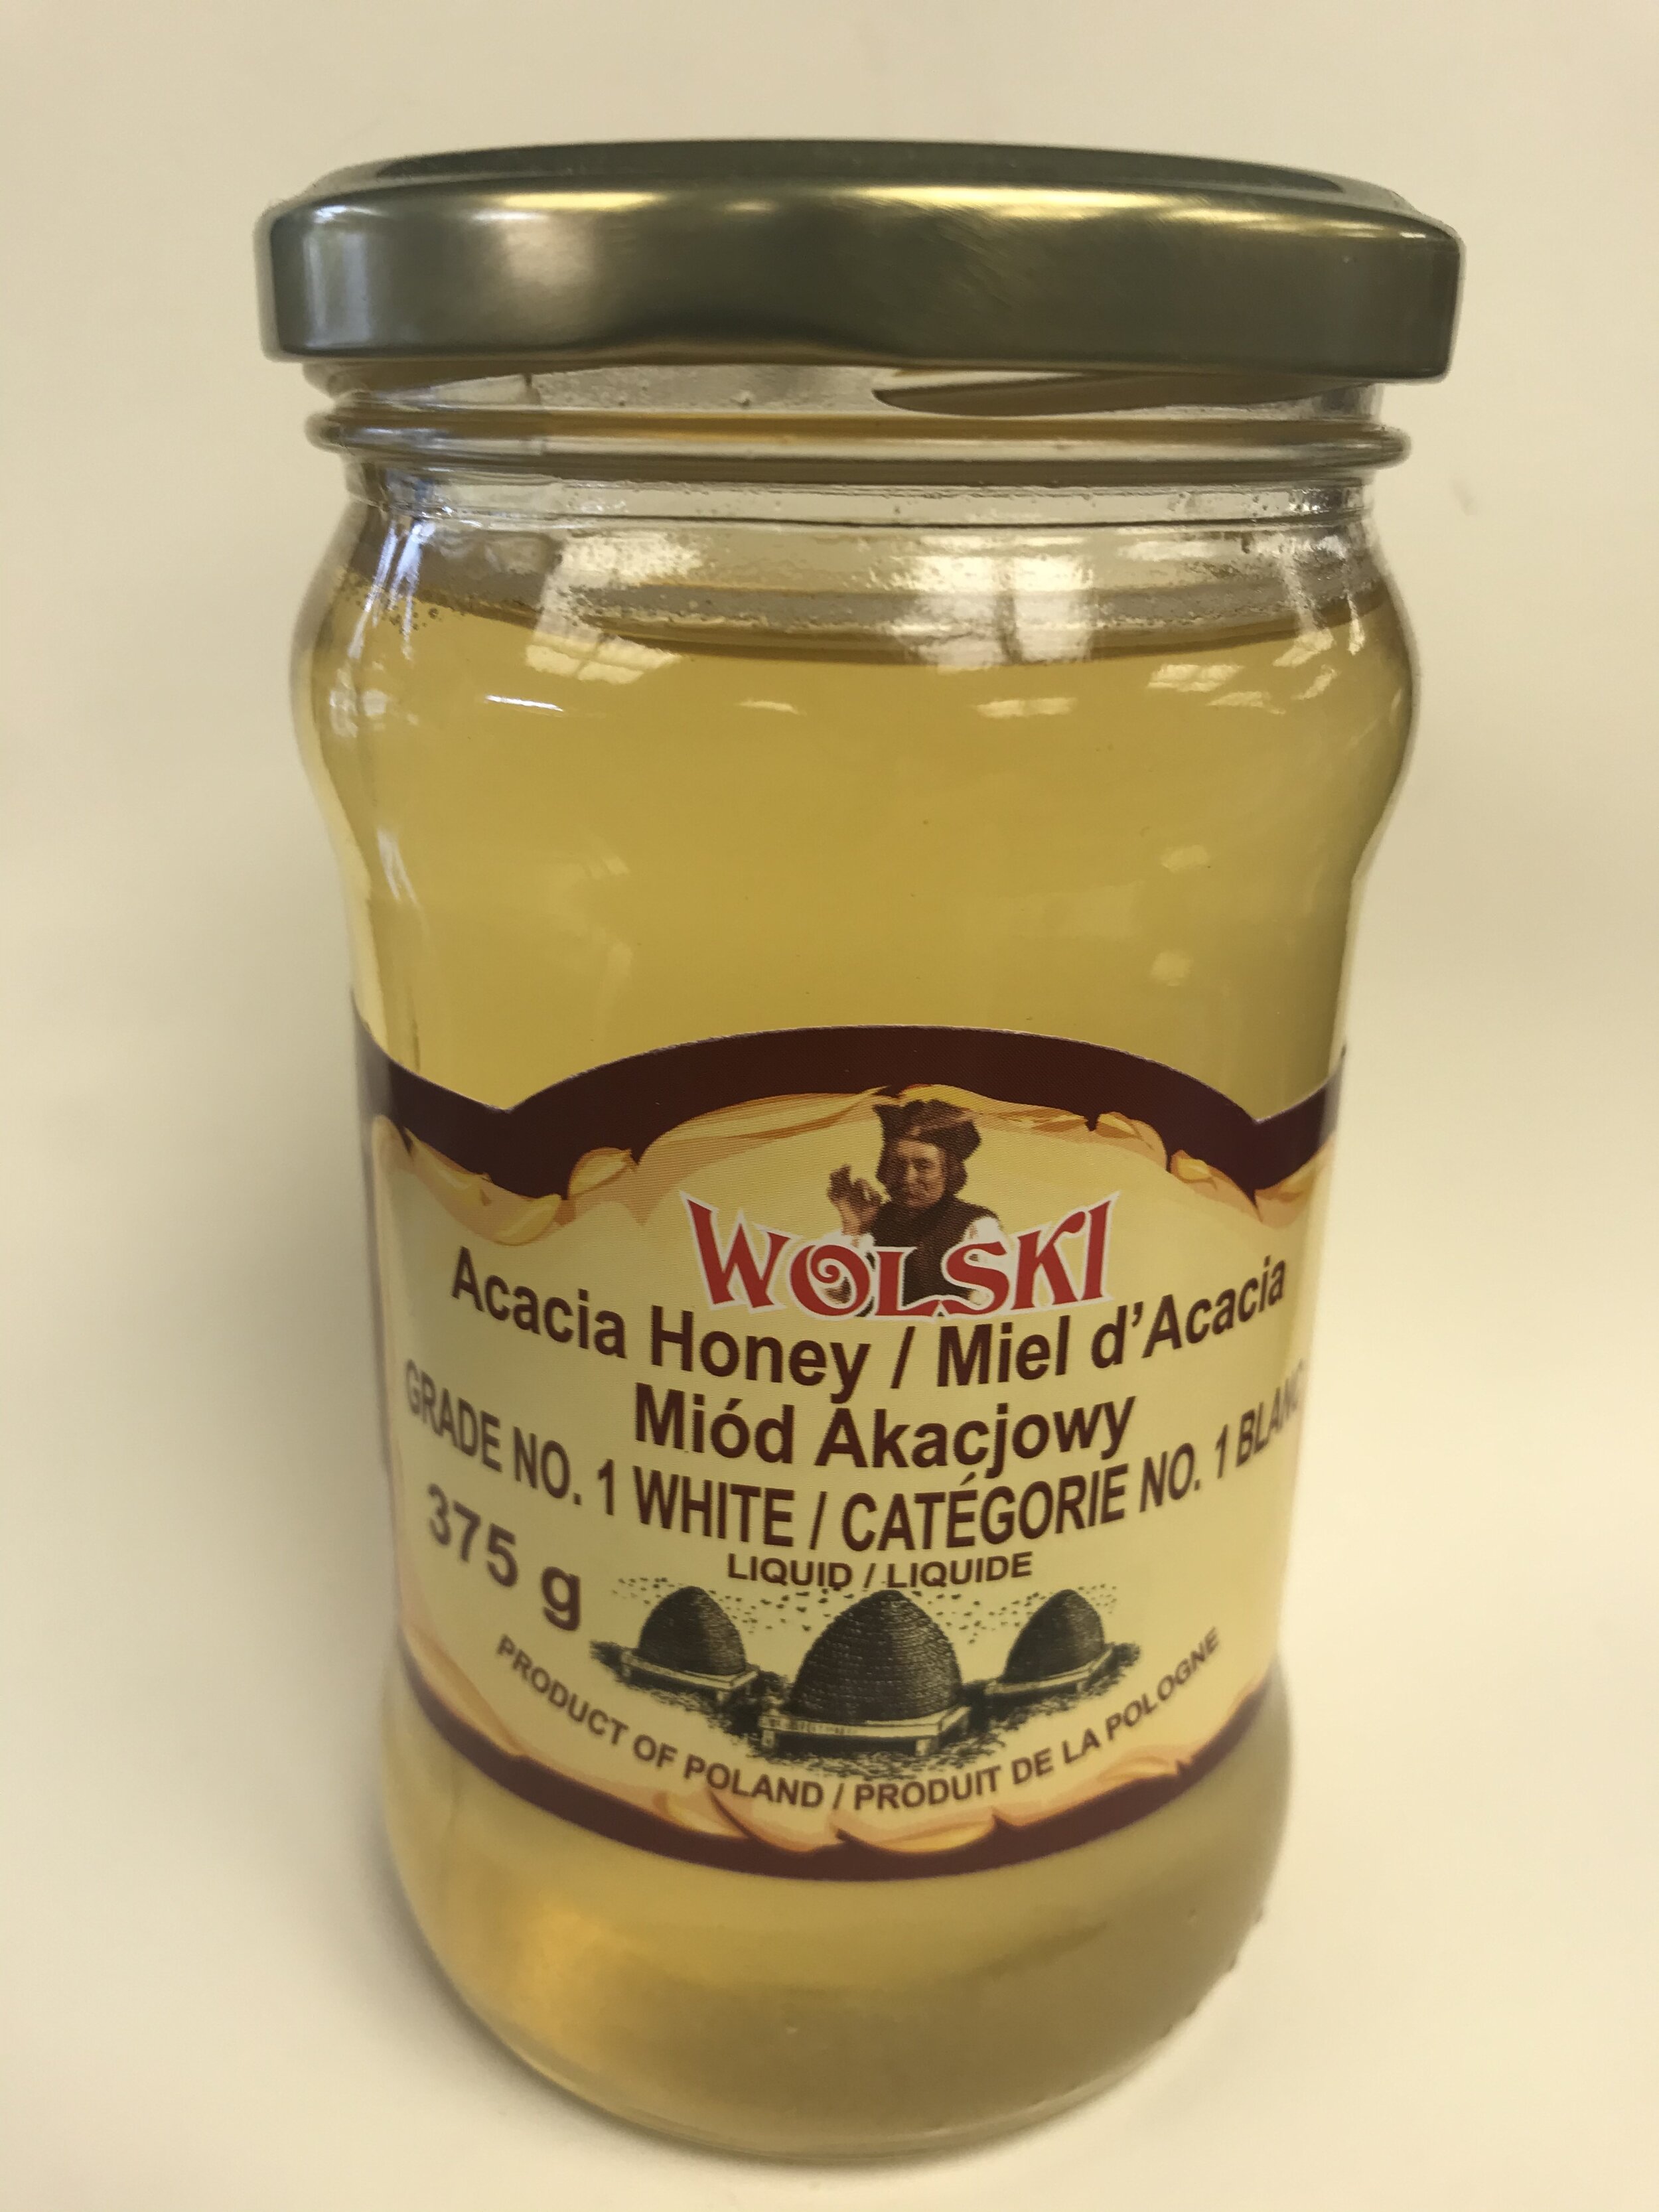 WOLSKI
Acacia Honey / Miel d'Acacia
Miód Akacjowy
GRADE NO. 1 WHITE / CATÉGORIE NO. 1 BLANC
LIQUID / LIQUIDE
375 g
PRODUCT OF POLAND / PRODUIT DE LA POLOGNE